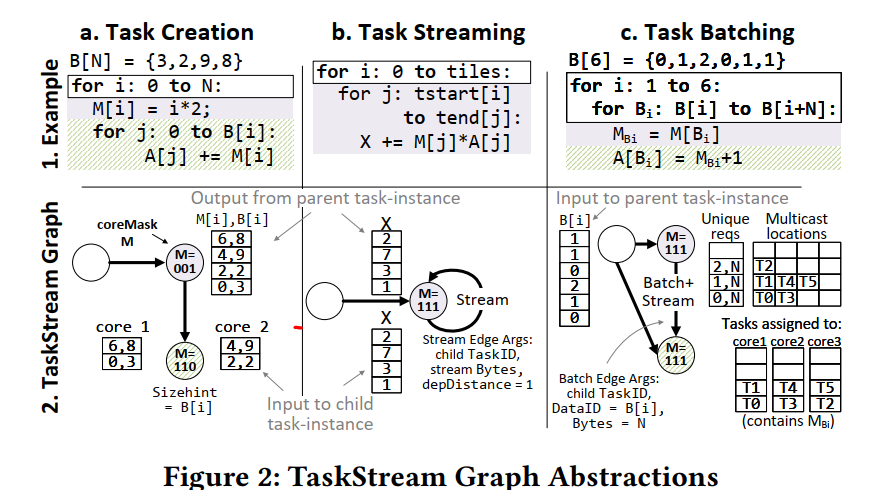 a. Task Creation
b. Task Streaming
c. Task Batching
1. Example
B[N] = {3,2,9,8}
for i: 0 to N:
M[i] = i*2;
for j: 0 to B[i]:
A[j] += M[i]
for i: 0 to tiles:
for j: tstart[i]
to tend[j]:
X += M[j]*A[j]
B[6] = {0,1,2,0,1,1}
for i: 1 to 6:
for Bi: B[i] to B[i+N]:
MBi = M[Bi]
A[Bi] = MBi+1
2. TaskStream Graph
Output from parent task-instance
coreMask
M
M[i],B[i]
6,8
4,9
2,2
0,3
M=
001
core 1
6,8
0,3
core 2
4,9
2,2
M=
110
Sizehint
= B[i]
Input to child
task-instance
X
2
7
3
1
M=
111
Stream
X
2
7
3
1
Stream Edge Args:
child TaskID,
stream Bytes,
depDistance = 1
Input to parent task-instance
B[i]
1
1
0
2
1
0
M=
111
Batch+
Stream
M=
111
Batch Edge Args:
child TaskID,
DataID = B[i],
Bytes = N
Unique
reqs
2,N
1,N
0,N
Multicast
locations
T2
T1 T4 T5
T0 T3
Tasks assigned to:
core1 core2 core3
T1 T4 T5
T0 T3 T2
(contains MBi)
Figure 2: TaskStream Graph Abstractions